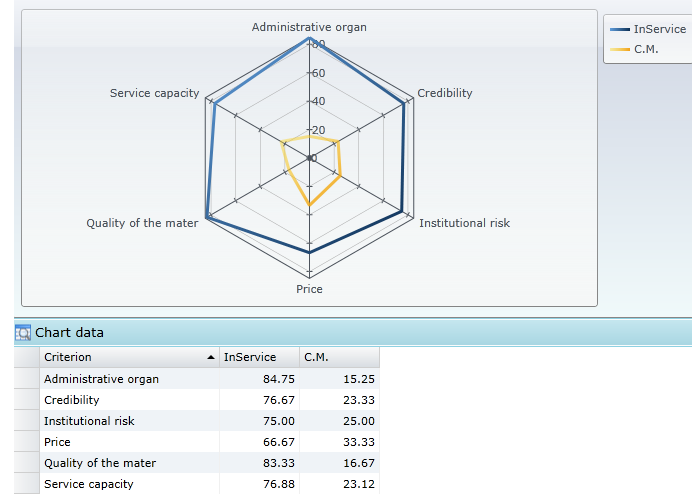 Administrative organ
InService
C.M.
80
60
Service capacity
Credibility
40
20
0
Quality of the mater
Institutional risk
Price
Chart data
Criterion InService C.M.
Administrative organ 84.75 15.25
Credibility 76.67 23.33
Institutional risk 75.00 25.00
Price 66.67 33.33
Quality of the mater 83.33 16.67
Service capacity 76.88 23.12